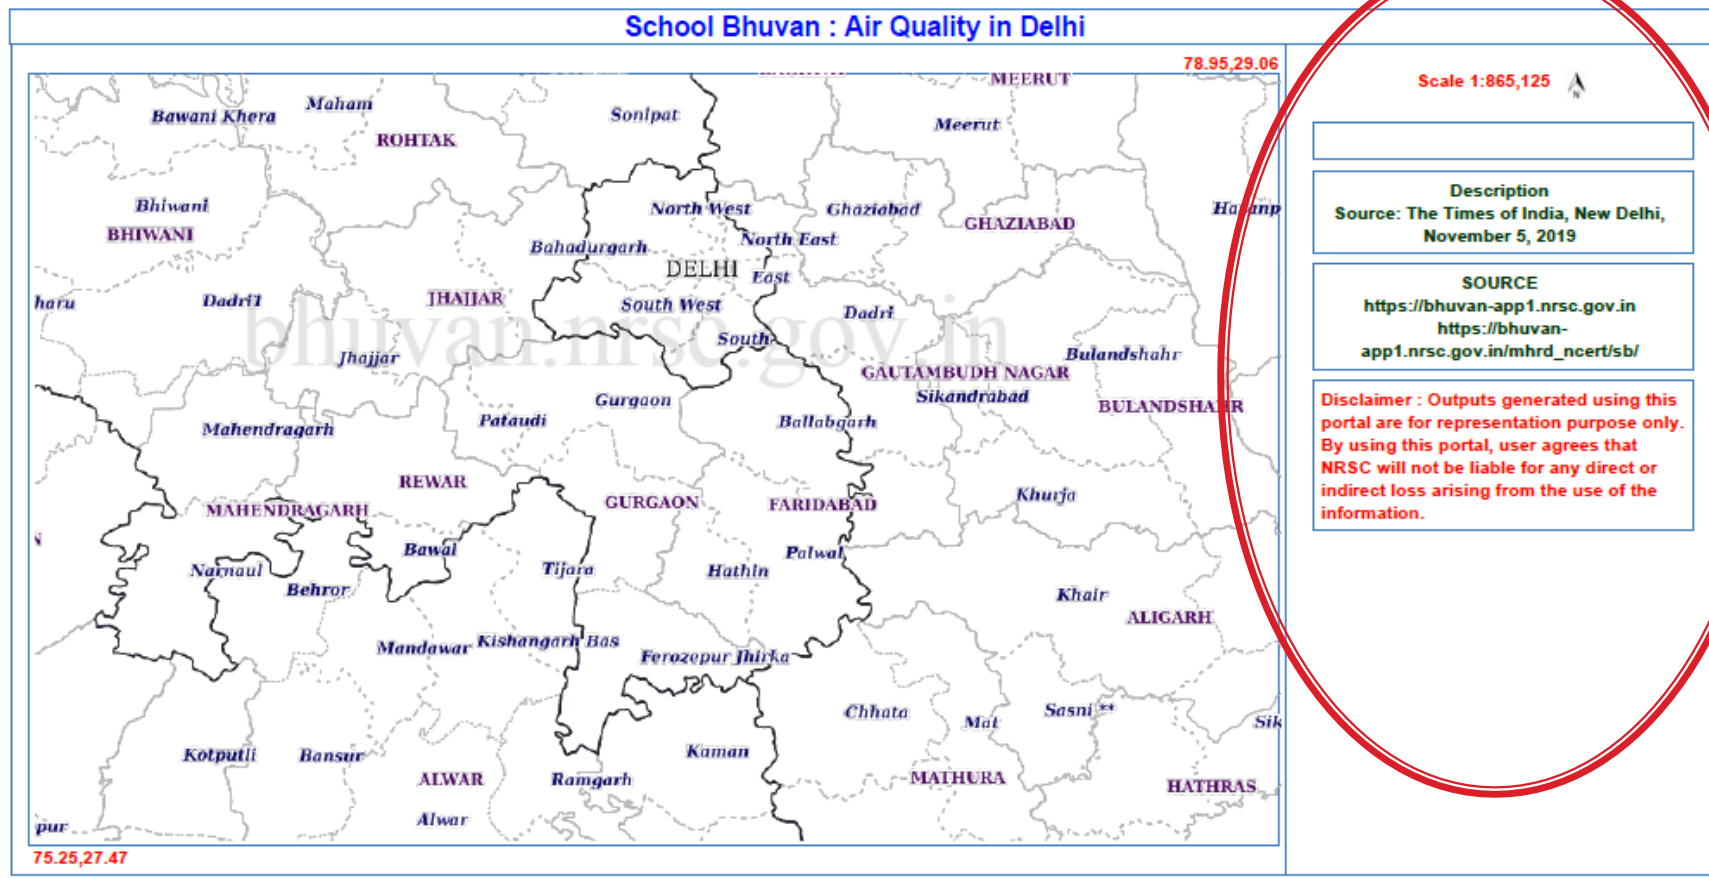 School Bhuvan : Air Quality in Delhi
78.95,29.06
MEERUT
Maham
Bawani Khera
Sonipat
Meerut
ROHTAK
Bhiwani
North West
Ghaziabad
GHAZIABAD
BHIWANI
Bahadurgarh
North East
DELHI
East
haru
Dadri1
JHAJJAR
South West
Dadri
bhuvan.nrsc.gov.in
South
Jhajjar
Bulandshahr
GAUTAMBUDH NAGAR
Sikandrabad
BULANDSHAHR
Gurgaon
Pataudi
Ballabgarh
Mahendragarh
REWAR
GURGAON
FARIDABAD
Khurja
MAHENDRAGARH
N
Bawal
Palwal
Narnaul
Tijara
Hathin
Behror
Khair
ALIGARH
Mandawar
Kishangarh Bas
Ferozepur Jhirka
Chhata
Mat
Sasni **
Sik
Kotputli
Bansur
Kaman
ALWAR
Ramgarh
MATHURA
HATHRAS
Alwar
pur
75.25,27.47
Scale 1:865,125
N
Description
Source: The Times of India, New Delhi,
November 5, 2019
SOURCE
https://bhuvan-app1.nrsc.gov.in
https://bhuvan-
app1.nrsc.gov.in/mhrd_ncert/sb/
Disclaimer : Outputs generated using this
portal are for representation purpose only.
By using this portal, user agrees that
NRSC will not be liable for any direct or
indirect loss arising from the use of the
information.